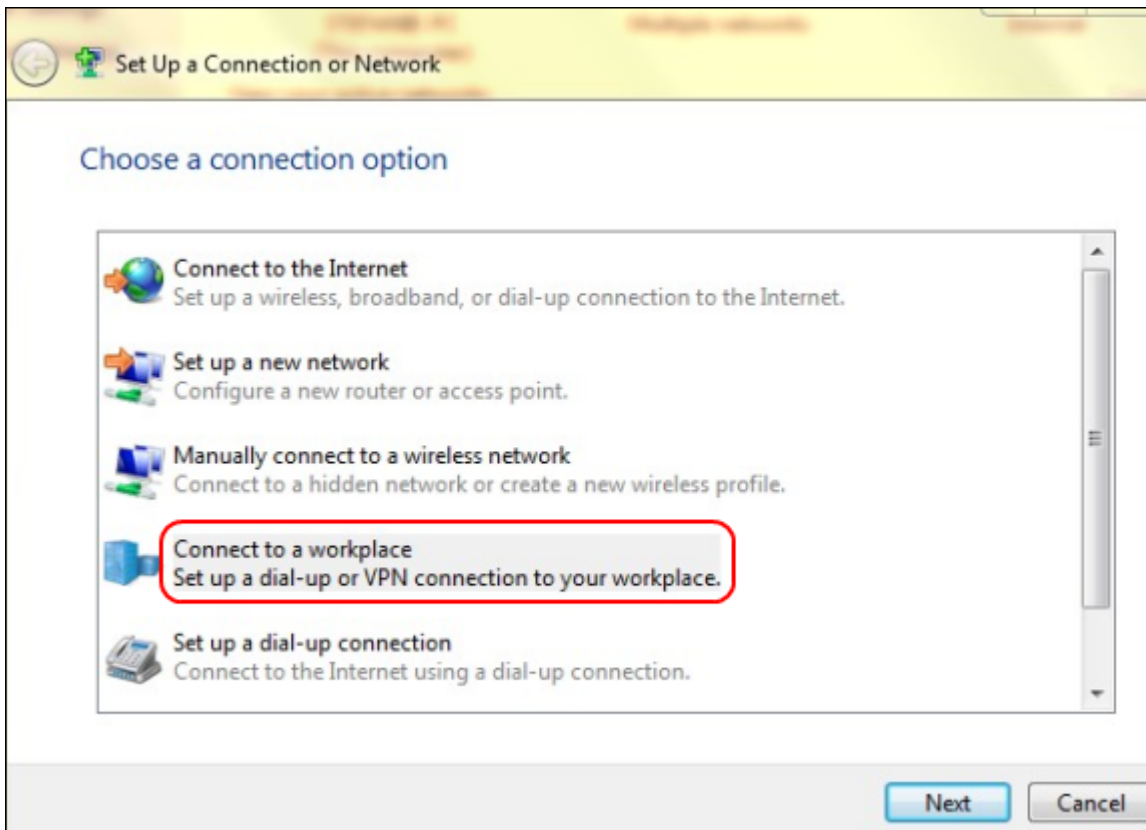 Set Up a Connection or Network
Choose a connection option
Connect to the Internet
Set up a wireless, broadband, or dial-up connection to the Internet.
Set up a new network
Configure a new router or access point.
Manually connect to a wireless network
Connect to a hidden network or create a new wireless profile.
Connect to a workplace
Set up a dial-up or VPN connection to your workplace.
Set up a dial-up connection
Connect to the Internet using a dial-up connection.
Next
Cancel